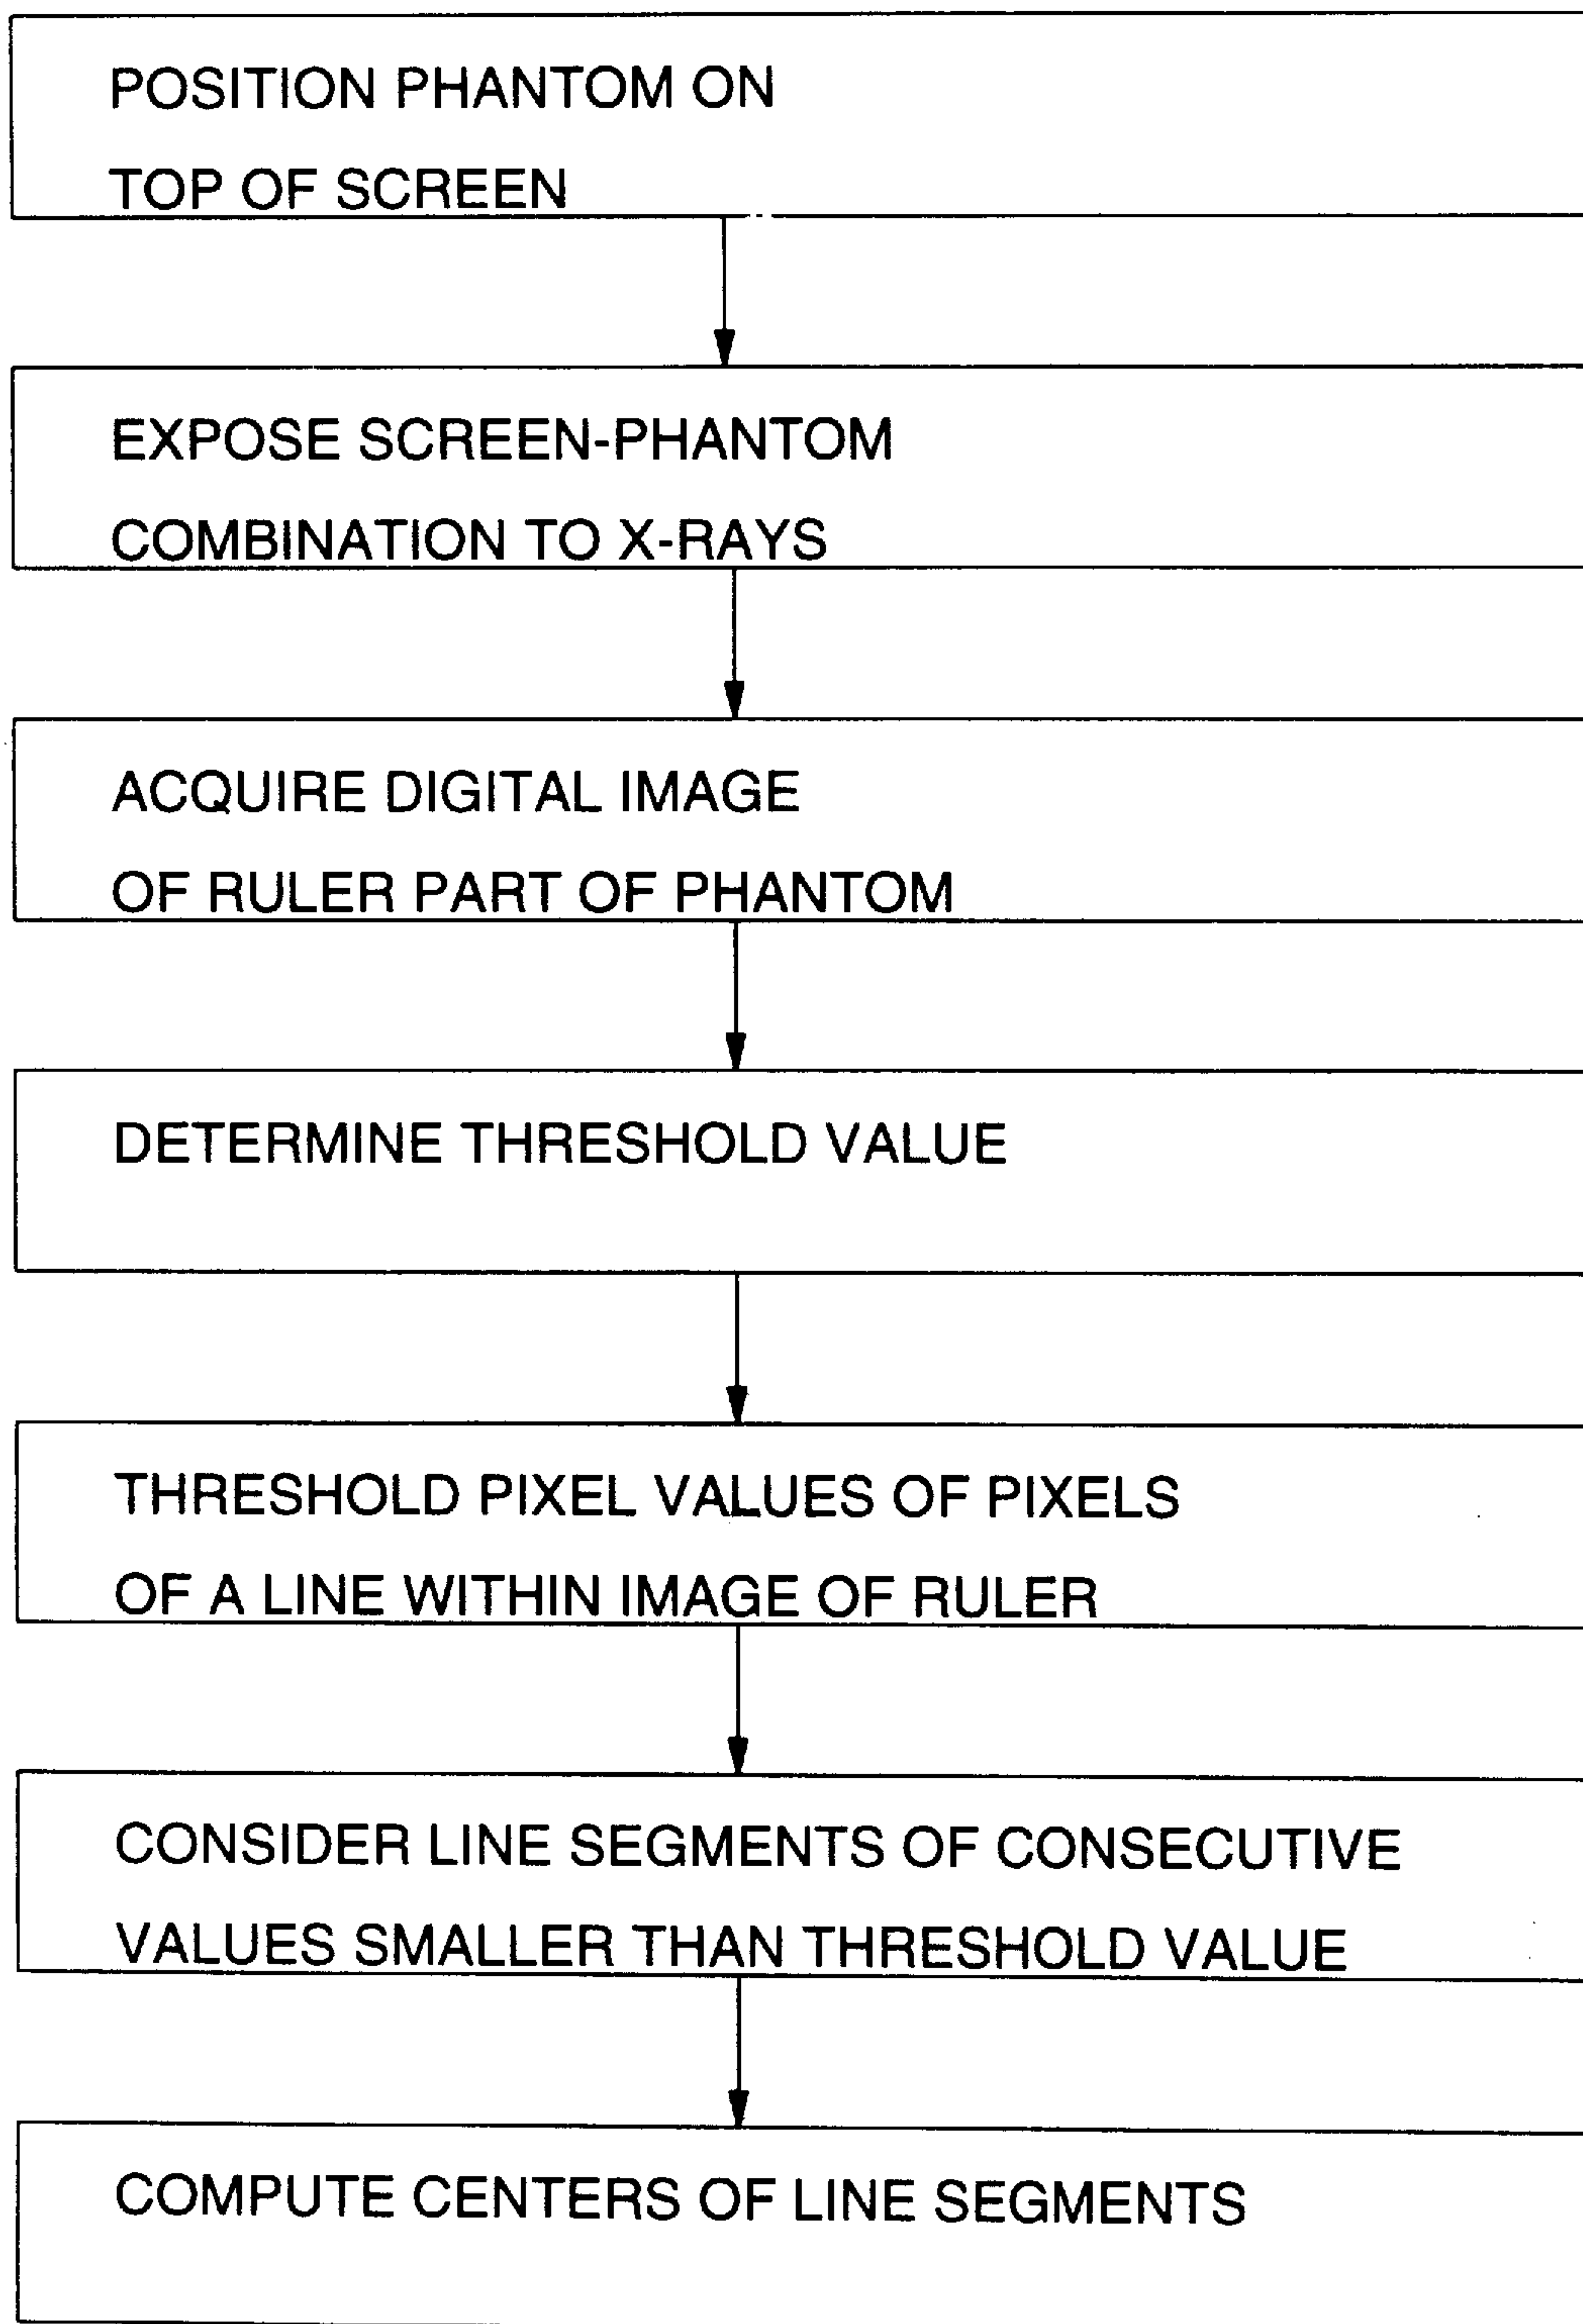 POSITION PHANTOM ON
TOP OF SCREEN
EXPOSE SCREEN-PHANTOM
COMBINATION TO X-RAYS
ACQUIRE DIGITAL IMAGE
OF RULER PART OF PHANTOM
DETERMINE THRESHOLD VALUE
THRESHOLD PIXEL VALUES OF PIXELS
OF A LINE WITHIN IMAGE OF RULER
CONSIDER LINE SEGMENTS OF CONSECUTIVE
VALUES SMALLER THAN THRESHOLD VALUE
COMPUTE CENTERS OF LINE SEGMENTS